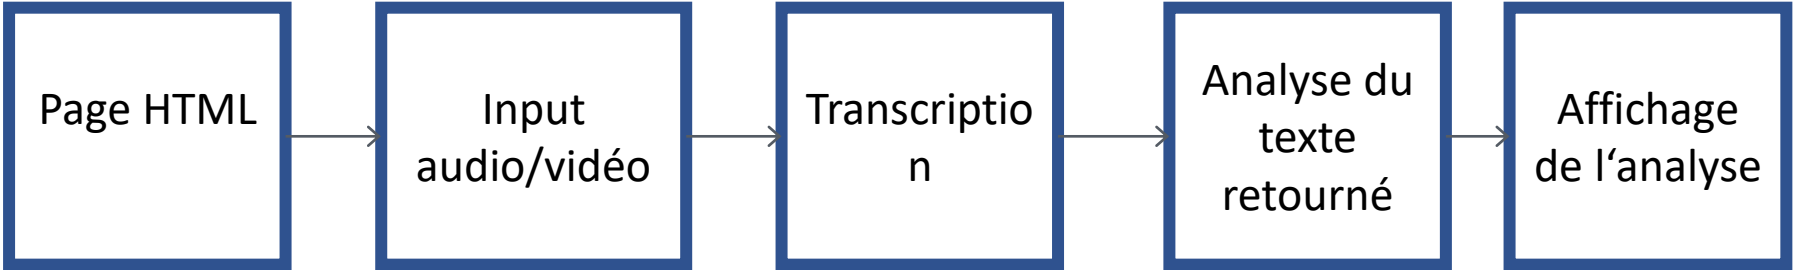 Page HTML
Input
audio/vidéo
Transcriptio
n
Analyse du
texte
retourné
Affichage
de l‘analyse